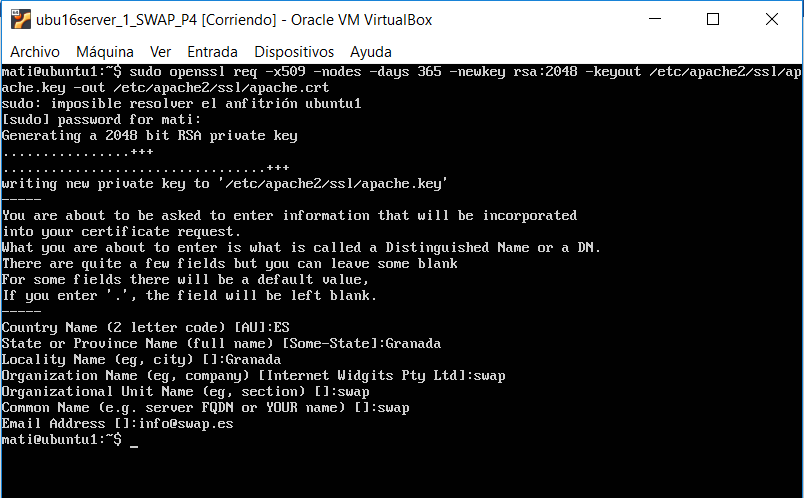 ubu16server_1_SWAP_P4 [Corriendo] - Oracle VM VirtualBox
Archivo Máquina Ver Entrada Dispositivos Ayuda
mati@ubuntu1:~$ sudo openssl req -x509 -nodes -days 365 -newkey rsa:2048 -keyout /etc/apache2/ssl/ap
ache.key -out /etc/apache2/ssl/apache.crt
sudo: imposible resolver el anfitrión ubuntu1
[sudo] password for mati:
Generating a 2048 bit RSA private key
................+++
.................................+++
writing new private key to '/etc/apache2/ssl/apache.key'
-----
You are about to be asked to enter information that will be incorporated
into your certificate request.
What you are about to enter is what is called a Distinguished Name or a DN.
There are quite a few fields but you can leave some blank
For some fields there will be a default value,
If you enter '.', the field will be left blank.
-----
Country Name (2 letter code) [AU]:ES
State or Province Name (full name) [Some-State]:Granada
Locality Name (eg, city) []:Granada
Organization Name (eg, company) [Internet Widgits Pty Ltd]:swap
Organizational Unit Name (eg, section) []:swap
Common Name (e.g. server FQDN or YOUR name) []:swap
Email Address []:info@swap.es
mati@ubuntu1:~$ _